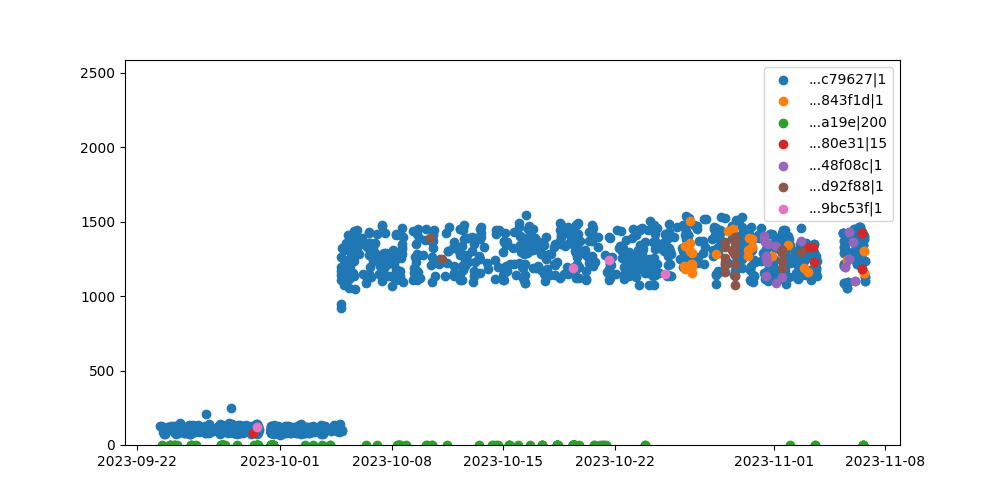 2500
2000
1500
1000
500
0
2023-09-22
2023-10-01
2023-10-08
2023-10-15
2023-10-22
2023-11-01
2023-11-08
...c79627|1
...843f1d|1
...a19e|200
...80e31|15
...48f08c|1
...d92f88|1
...9bc53f|1